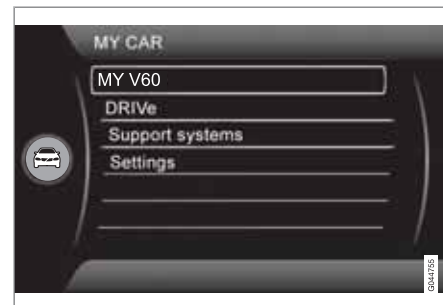 MY CAR
MY V60
DRIVe
Support systems
Settings
G044755